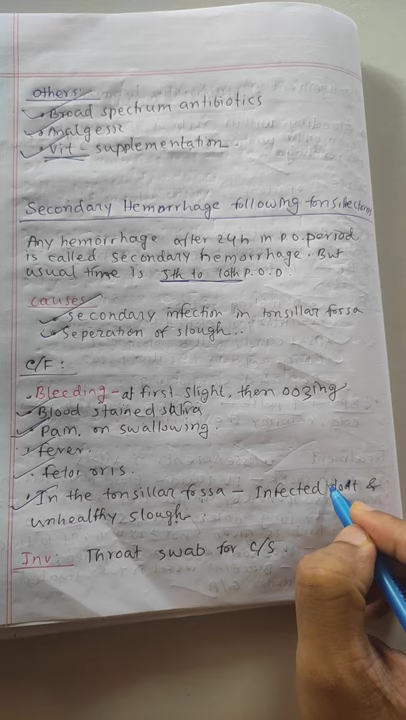 Others:
Broad spectrum antibiotics
Analgesic
Vit - supplementation.
Secondary Hemorrhage following tonsillectomy
Any hemorrhage after 24h in P.O. period
is called secondary hemorrhage. But
usual time is 5th to 10th P.O.D.
Causes
Secondary infection in tonsillar fossa
Seperation of slough..
C/F:
Bleeding - at first slight, then oozing.
Blood stained saliva
Pain on swallowing.
fever.
fetor oris.
In the tonsillar fossa - Infected clott &
unhealthy slough.
Inv: Throat swab for C/S.